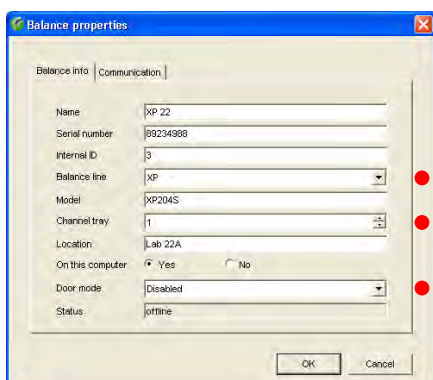 Balance properties
Balance info Communication
Name XP 22
Serial number 89234988
Internal ID 3
Balance line XP
Model XP204S
Channel tray 1
Location Lab 22A
On this computer Yes No
Door mode Disabled
Status offline
OK Cancel